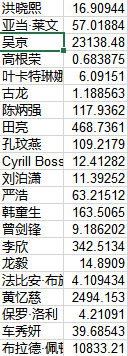 洪晓熙 16.90944
亚当·莱文 57.01884
吴京 23138.48
高根荣 0.683875
叶卡特琳娜 6.09151
古龙 1.188563
陈炳强 117.9362
田亮 468.7361
孔玟燕 109.2179
Cyrill Boss 12.41282
刘泊潇 11.39252
严浩 63.21512
韩童生 163.5065
曾剑锋 9.186202
李欣 342.5134
龙毅 14.8909
法比安·布 4.109434
黄忆慈 2494.153
保罗·洛利 4.21091
车秀妍 39.68543
布拉德·佩 10833.21